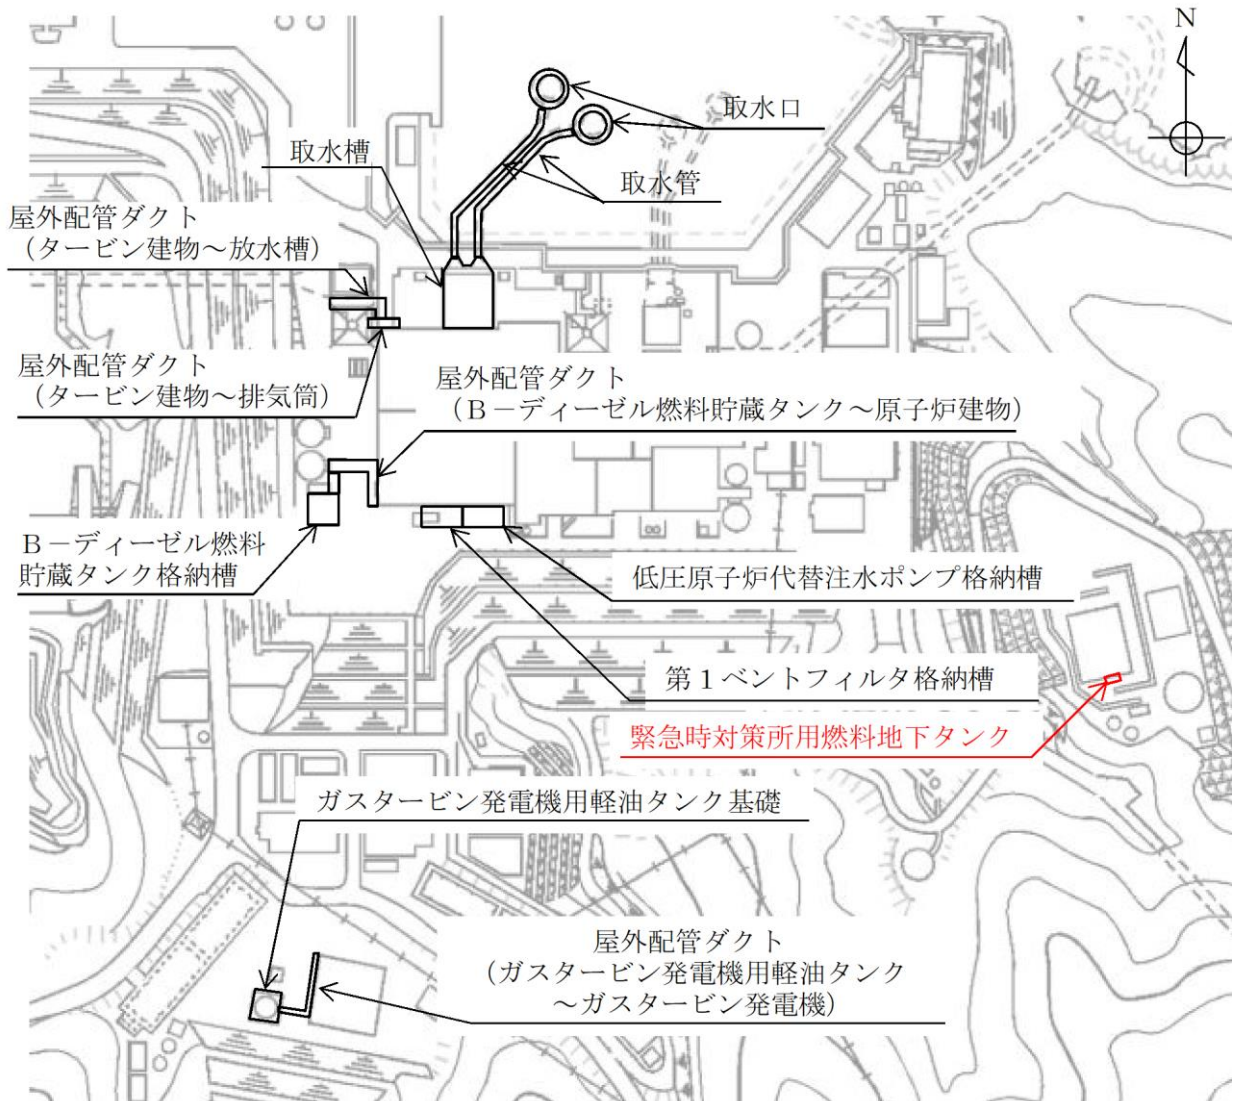 N
取水口
取水槽
取水管
屋外配管ダクト
（タービン建物～放水槽）
屋外配管ダクト
（タービン建物～排気筒）
屋外配管ダクト
（Ｂ－ディーゼル燃料貯蔵タンク～原子炉建物）
Ｂ－ディーゼル燃料
貯蔵タンク格納槽
低圧原子炉代替注水ポンプ格納槽
第１ベントフィルタ格納槽
緊急時対策所用燃料地下タンク
ガスタービン発電機用軽油タンク基礎
屋外配管ダクト
（ガスタービン発電機用軽油タンク
～ガスタービン発電機）